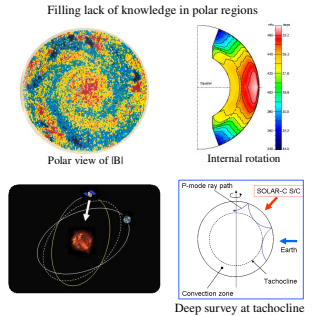 Filling lack of knowledge in polar regions
Polar view of |B|
Internal rotation
Equator
P-mode ray path
SOLAR-C S/C
Earth
Tachocline
Convection zone
Deep survey at tachocline